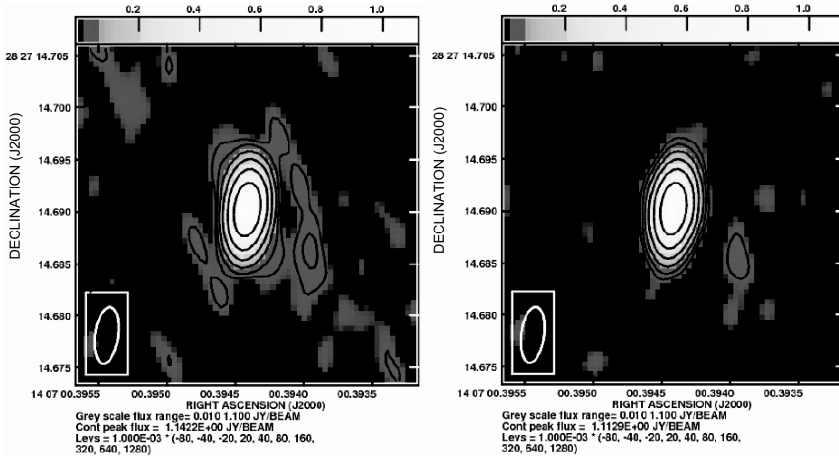 0.2 0.4 0.6 0.8 1.0
28 27 14.705
14.700
14.695
14.690
14.685
14.680
14.675
DECLINATION (J2000)
14 07 00.3955 00.3950 00.3945 00.3940 00.3935
RIGHT ASCENSION (J2000)
Grey scale flux range= 0.010 1.100 JY/BEAM
Cont peak flux = 1.1422E+00 JY/BEAM
Levs = 1.000E-03 * (-80, -40, -20, 20, 40, 80, 160,
320, 640, 1280)
0.2 0.4 0.6 0.8 1.0
28 27 14.705
14.700
14.695
14.690
14.685
14.680
14.675
DECLINATION (J2000)
14 07 00.3955 00.3950 00.3945 00.3940 00.3935
RIGHT ASCENSION (J2000)
Grey scale flux range= 0.010 1.100 JY/BEAM
Cont peak flux = 1.1129E+00 JY/BEAM
Levs = 1.000E-03 * (-80, -40, -20, 20, 40, 80, 160,
320, 640, 1280)